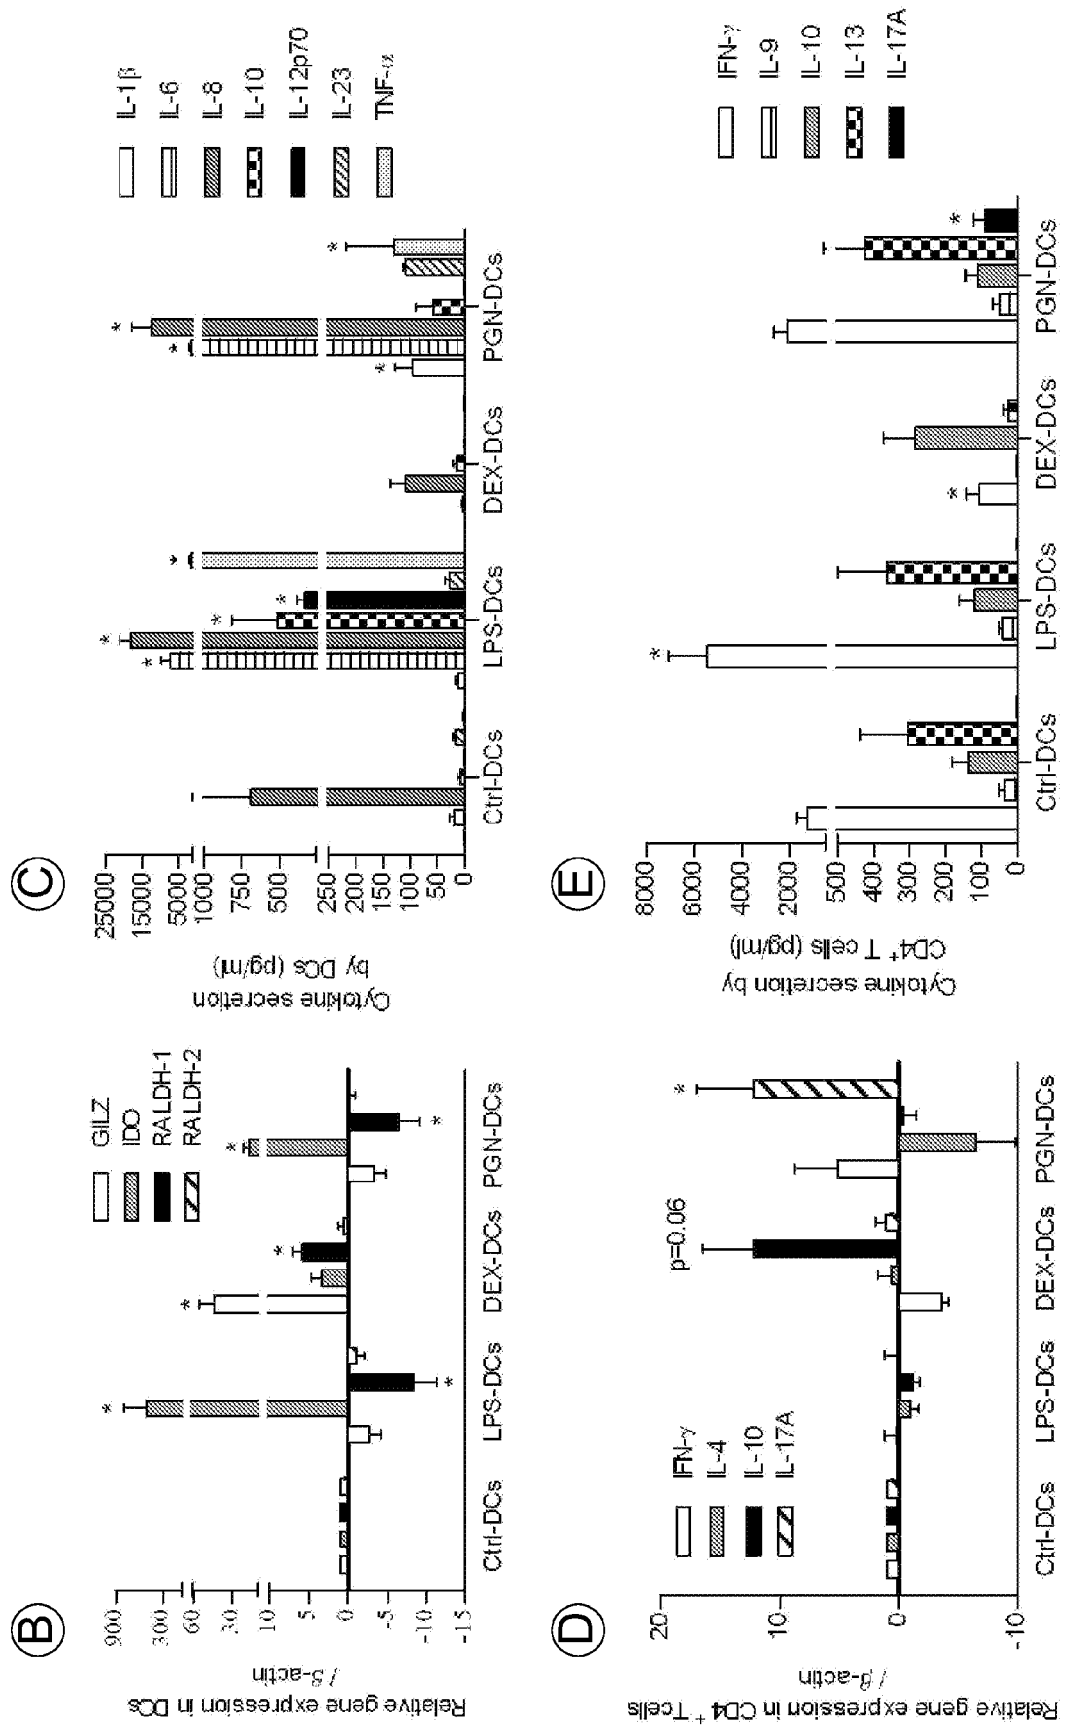 B
Relative gene expression in DCs
/ ß-actin
900
300
60
30
10
5
0
-5
-10
-15
GILZ
IDO
RALDH-1
RALDH-2
*
*
*
*
*
*
Ctrl-DCs
LPS-DCs
DEX-DCs
PGN-DCs
C
Cytokine secretion
by DCs (pg/ml)
25000
15000
5000
1000
750
500
250
150
100
50
0
IL-1β
IL-6
IL-8
IL-10
IL-12p70
IL-23
TNF-α
*
*
*
*
*
*
*
*
*
Ctrl-DCs
LPS-DCs
DEX-DCs
PGN-DCs
D
Relative gene expression in CD4+ T cells
/ β-actin
20
10
0
-10
IFN-γ
IL-4
IL-10
IL-17A
p=0.06
*
Ctrl-DCs
LPS-DCs
DEX-DCs
PGN-DCs
E
Cytokine secretion by
CD4+ T cells (pg/ml)
8000
6000
4000
2000
500
400
300
200
100
0
IFN-γ
IL-9
IL-10
IL-13
IL-17A
*
*
*
Ctrl-DCs
LPS-DCs
DEX-DCs
PGN-DCs